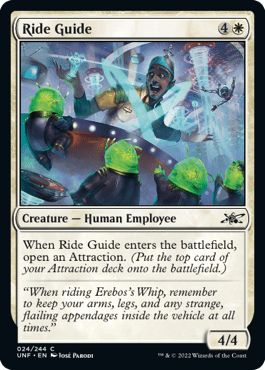 Ride Guide 4
Creature — Human Employee
When Ride Guide enters the battlefield,
open an Attraction. (Put the top card of
your Attraction deck onto the battlefield.)
“When riding Erebos’s Whip, remember
to keep your arms, legs, and any strange,
flailing appendages inside the vehicle at all
times.”
4/4
024/244 C
UNF • EN José Parodi
™ & © 2022 Wizards of the Coast